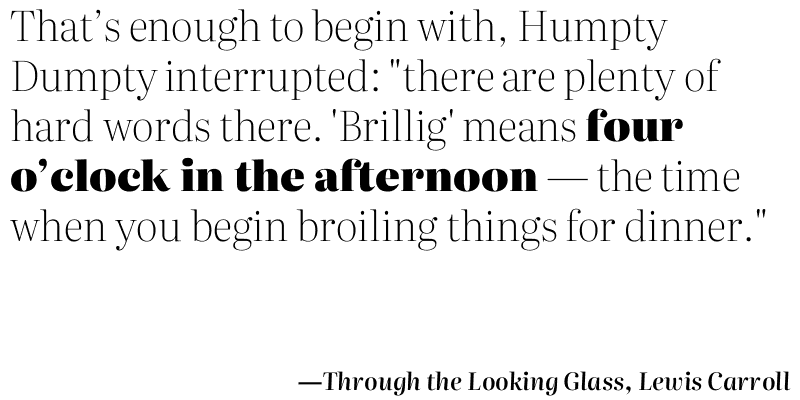 That’s enough to begin with, Humpty
Dumpty interrupted: "there are plenty of
hard words there. 'Brillig' means four
o’clock in the afternoon — the time
when you begin broiling things for dinner."
—Through the Looking Glass, Lewis Carroll